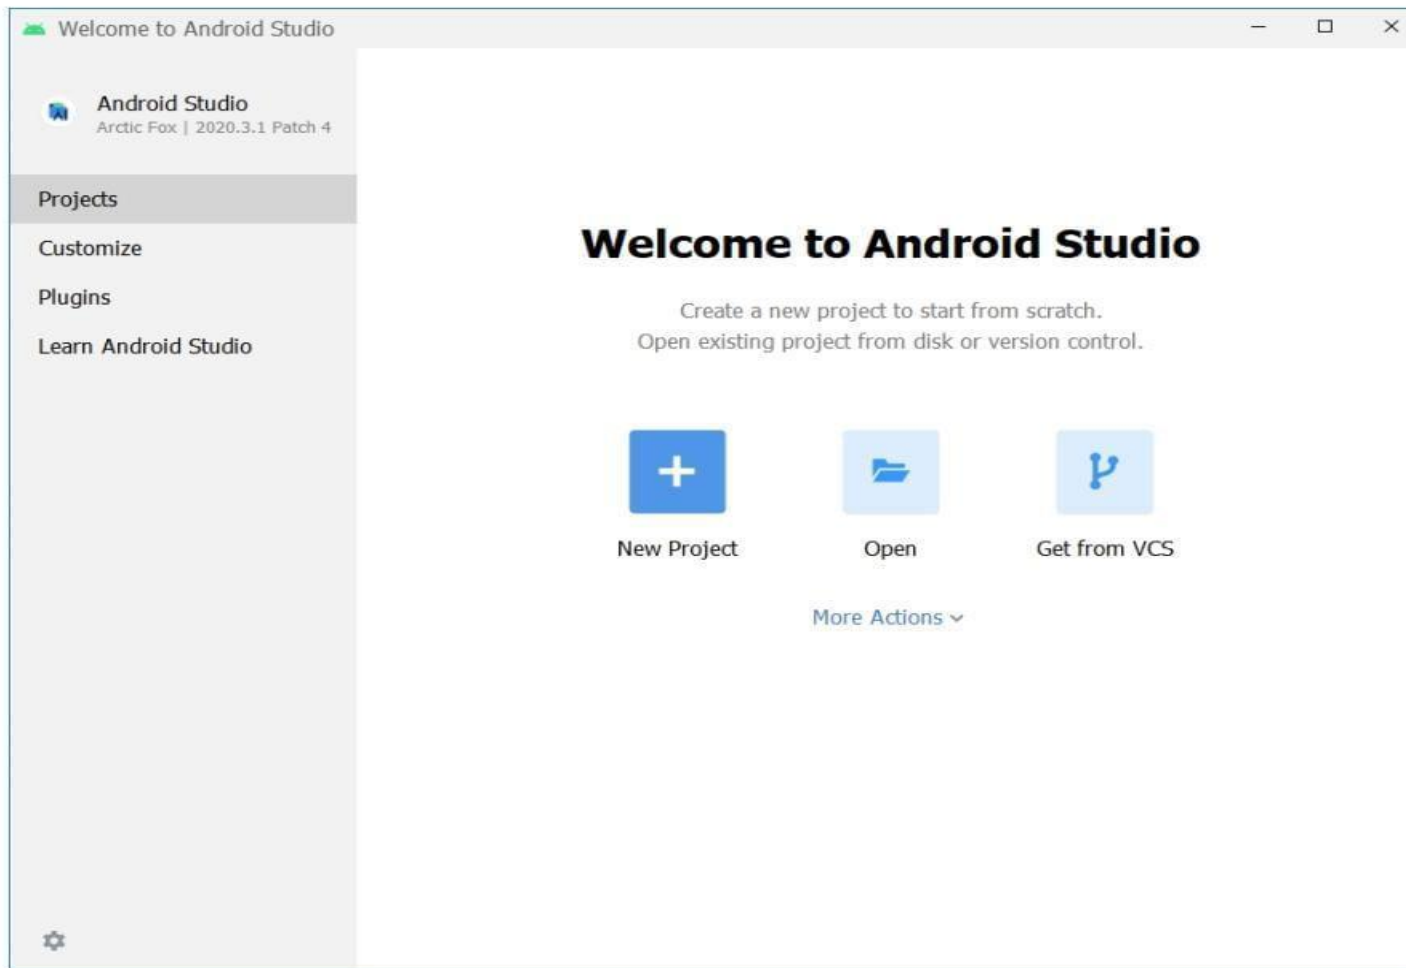 Welcome to Android Studio
Android Studio
Arctic Fox | 2020.3.1 Patch 4
Projects
Customize
Plugins
Learn Android Studio
Welcome to Android Studio
Create a new project to start from scratch.
Open existing project from disk or version control.
New Project
Open
Get from VCS
More Actions